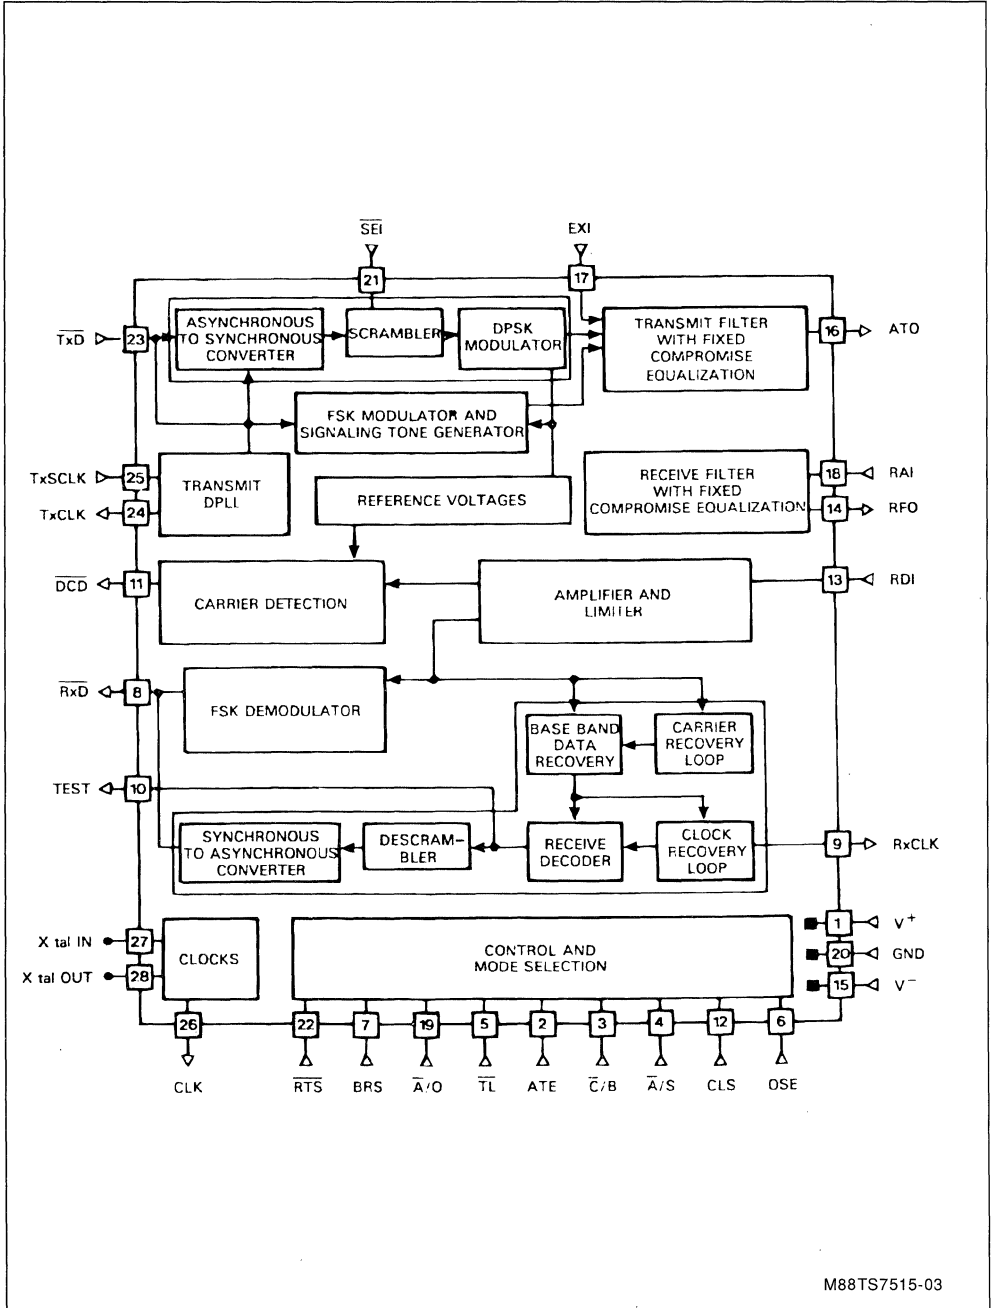 SEI
EXI
21
17
TxD
23
ASYNCHRONOUS
TO SYNCHRONOUS
CONVERTER
SCRAMBLER
DPSK
MODULATOR
TRANSMIT FILTER
WITH FIXED
COMPROMISE
EQUALIZATION
16
ATO
FSK MODULATOR AND
SIGNALING TONE GENERATOR
TxSCLK
25
TxCLK
24
TRANSMIT
DPLL
REFERENCE VOLTAGES
RECEIVE FILTER
WITH FIXED
COMPROMISE EQUALIZATION
18
RAI
14
RFO
DCD
11
CARRIER DETECTION
AMPLIFIER AND
LIMITER
13
RDI
RxD
8
FSK DEMODULATOR
BASE BAND
DATA
RECOVERY
CARRIER
RECOVERY
LOOP
TEST
10
SYNCHRONOUS
TO ASYNCHRONOUS
CONVERTER
DESCRAM-
BLER
RECEIVE
DECODER
CLOCK
RECOVERY
LOOP
9
RxCLK
X tal IN
27
X tal OUT
28
CLOCKS
CONTROL AND
MODE SELECTION
1
V+
20
GND
15
V−
26
22
7
19
5
2
3
4
12
6
CLK
RTS
BRS
A/O
TL
ATE
C/B
A/S
CLS
OSE
M88TS7515-03